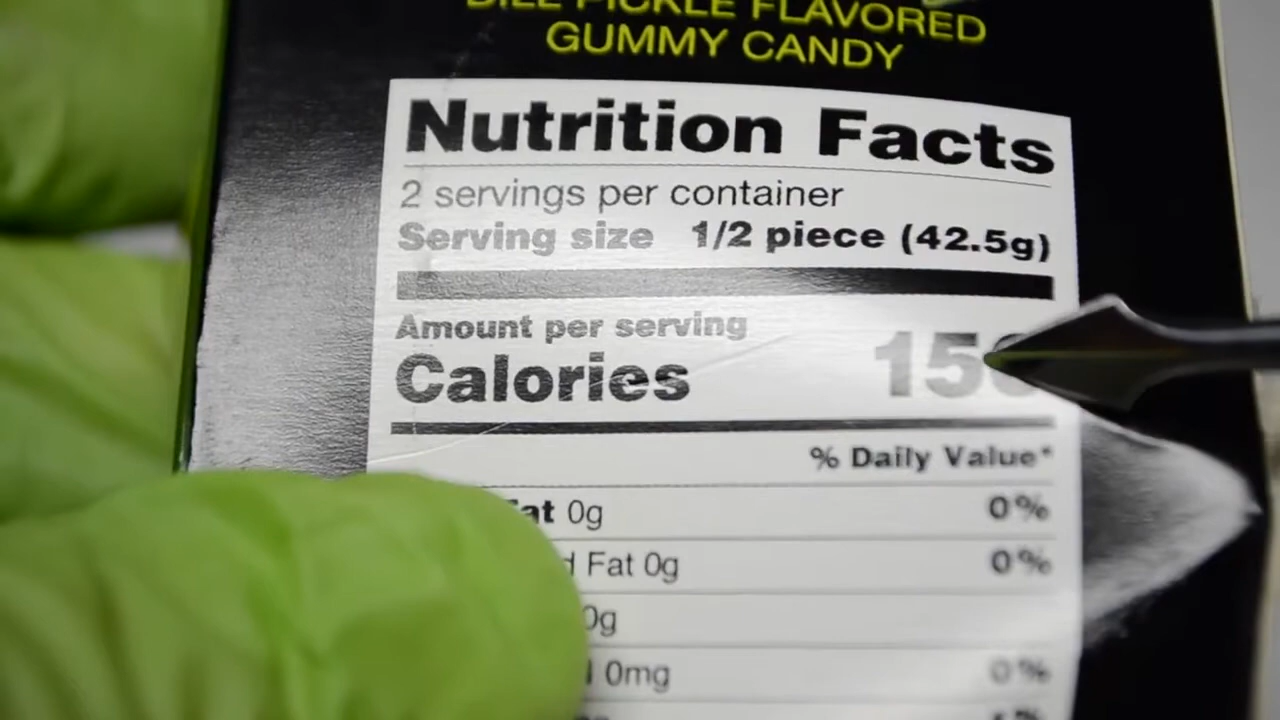 DILL PICKLE FLAVORED
GUMMY CANDY
Nutrition Facts
2 servings per container
Serving size 1/2 piece (42.5g)
Amount per serving
Calories 150
% Daily Value*
Fat 0g 0%
Fat 0g 0%
0g
0mg 0%